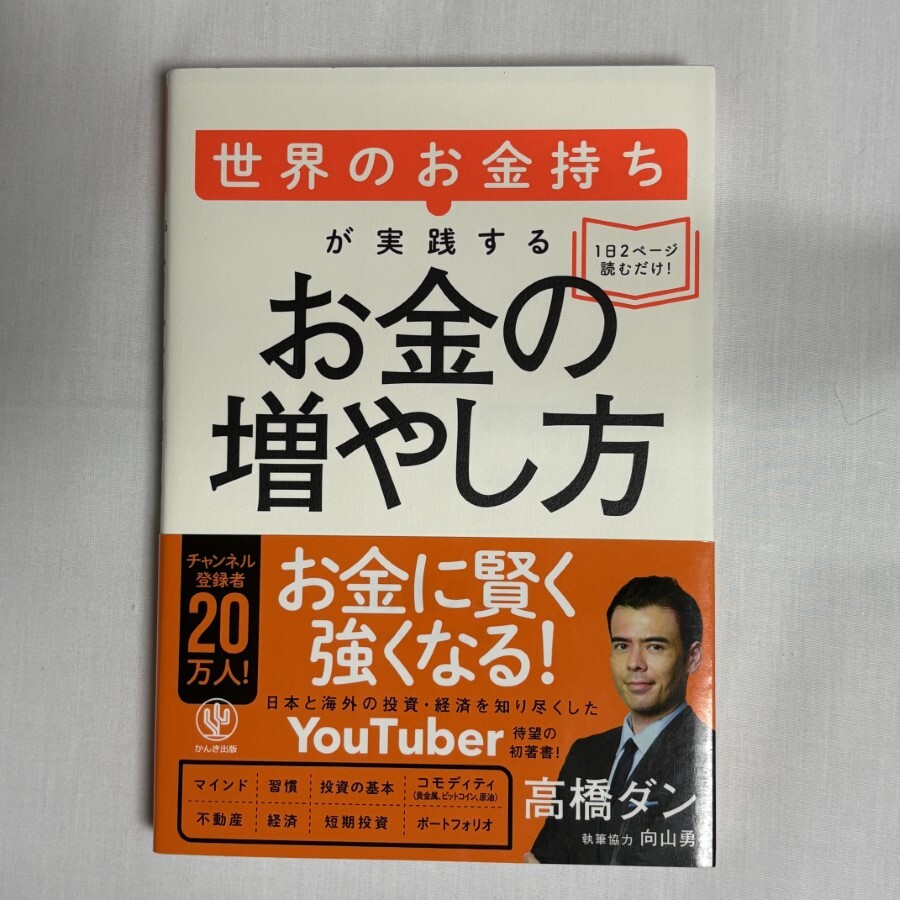 世界のお金持ち
が実践する
1日2ページ
読むだけ!
お金の
増やし方
チャンネル
登録者
20
万人!
お金に賢く
強くなる!
日本と海外の投資・経済を知り尽くした
YouTuber
待望の
初著書!
かんき出版
マインド 習慣 投資の基本 コモディティ
(貴金属、ビットコイン、原油)
不動産 経済 短期投資 ポートフォリオ
高橋ダン
執筆協力 向山勇